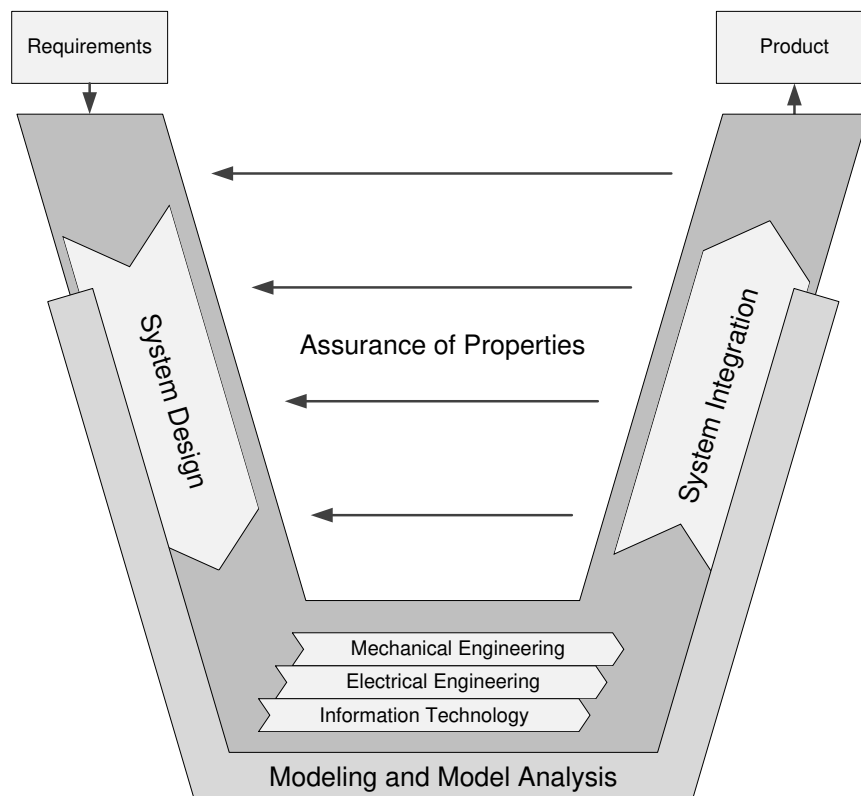 Requirements
Product
Assurance of Properties
System Design
System Integration
Mechanical Engineering
Electrical Engineering
Information Technology
Modeling and Model Analysis